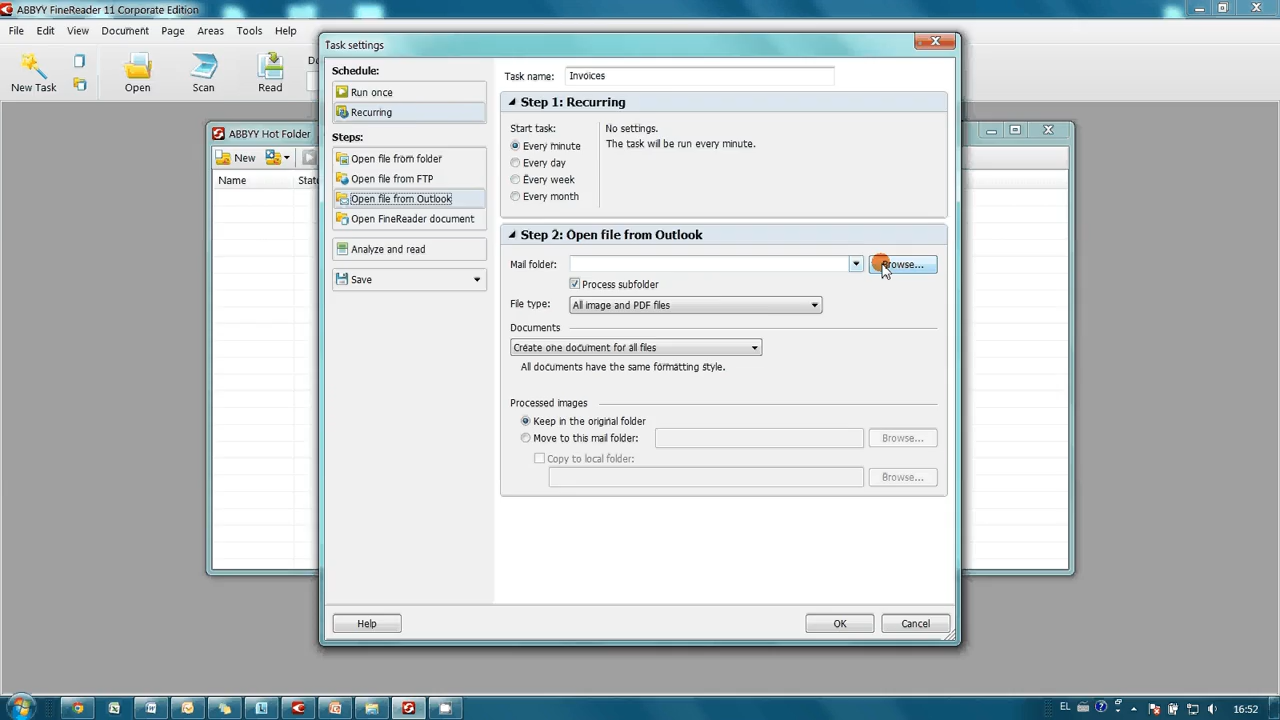 ABBYY FineReader 11 Corporate Edition
File Edit View Document Page Areas Tools Help
New Task Open Scan Read
ABBYY Hot Folder
New
Name
Task settings
Schedule:
Run once
Recurring
Steps:
Open file from folder
Open file from FTP
Open file from Outlook
Open FineReader document
Analyze and read
Save
Task name: Invoices
Step 1: Recurring
Start task:
Every minute
Every day
Every week
Every month
No settings.
The task will be run every minute.
Step 2: Open file from Outlook
Mail folder: Browse...
Process subfolder
File type: All image and PDF files
Documents
Create one document for all files
All documents have the same formatting style.
Processed images
Keep in the original folder
Move to this mail folder: Browse...
Copy to local folder:
Browse...
Help OK Cancel
EL 16:52